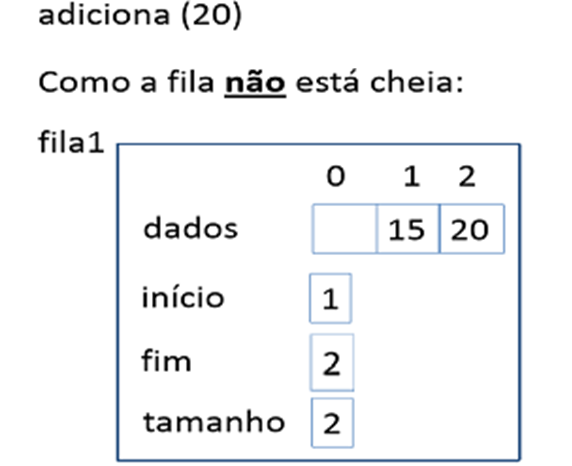 adiciona (20)
Como a fila não está cheia:
fila1
0 1 2
dados 15 20
início 1
fim 2
tamanho 2